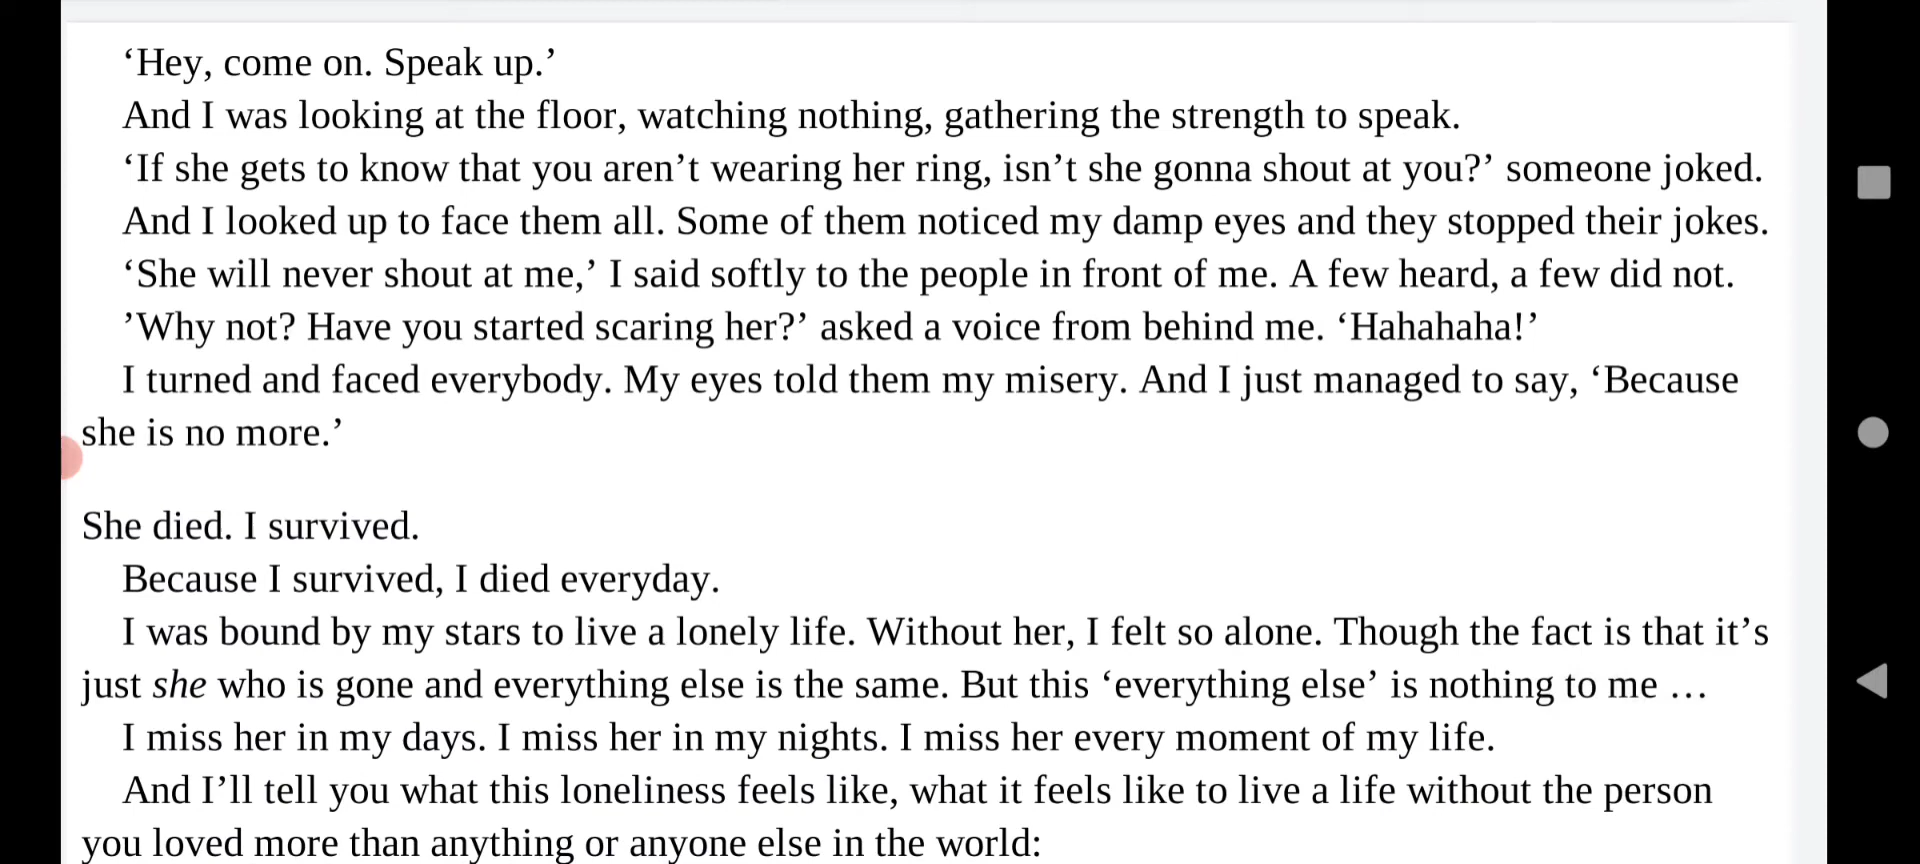 ‘Hey, come on. Speak up.’
And I was looking at the floor, watching nothing, gathering the strength to speak.
‘If she gets to know that you aren’t wearing her ring, isn’t she gonna shout at you?’ someone joked.
And I looked up to face them all. Some of them noticed my damp eyes and they stopped their jokes.
‘She will never shout at me,’ I said softly to the people in front of me. A few heard, a few did not.
’Why not? Have you started scaring her?’ asked a voice from behind me. ‘Hahahaha!’
I turned and faced everybody. My eyes told them my misery. And I just managed to say, ‘Because
she is no more.’
She died. I survived.
Because I survived, I died everyday.
I was bound by my stars to live a lonely life. Without her, I felt so alone. Though the fact is that it’s
just she who is gone and everything else is the same. But this ‘everything else’ is nothing to me …
I miss her in my days. I miss her in my nights. I miss her every moment of my life.
And I’ll tell you what this loneliness feels like, what it feels like to live a life without the person
you loved more than anything or anyone else in the world: